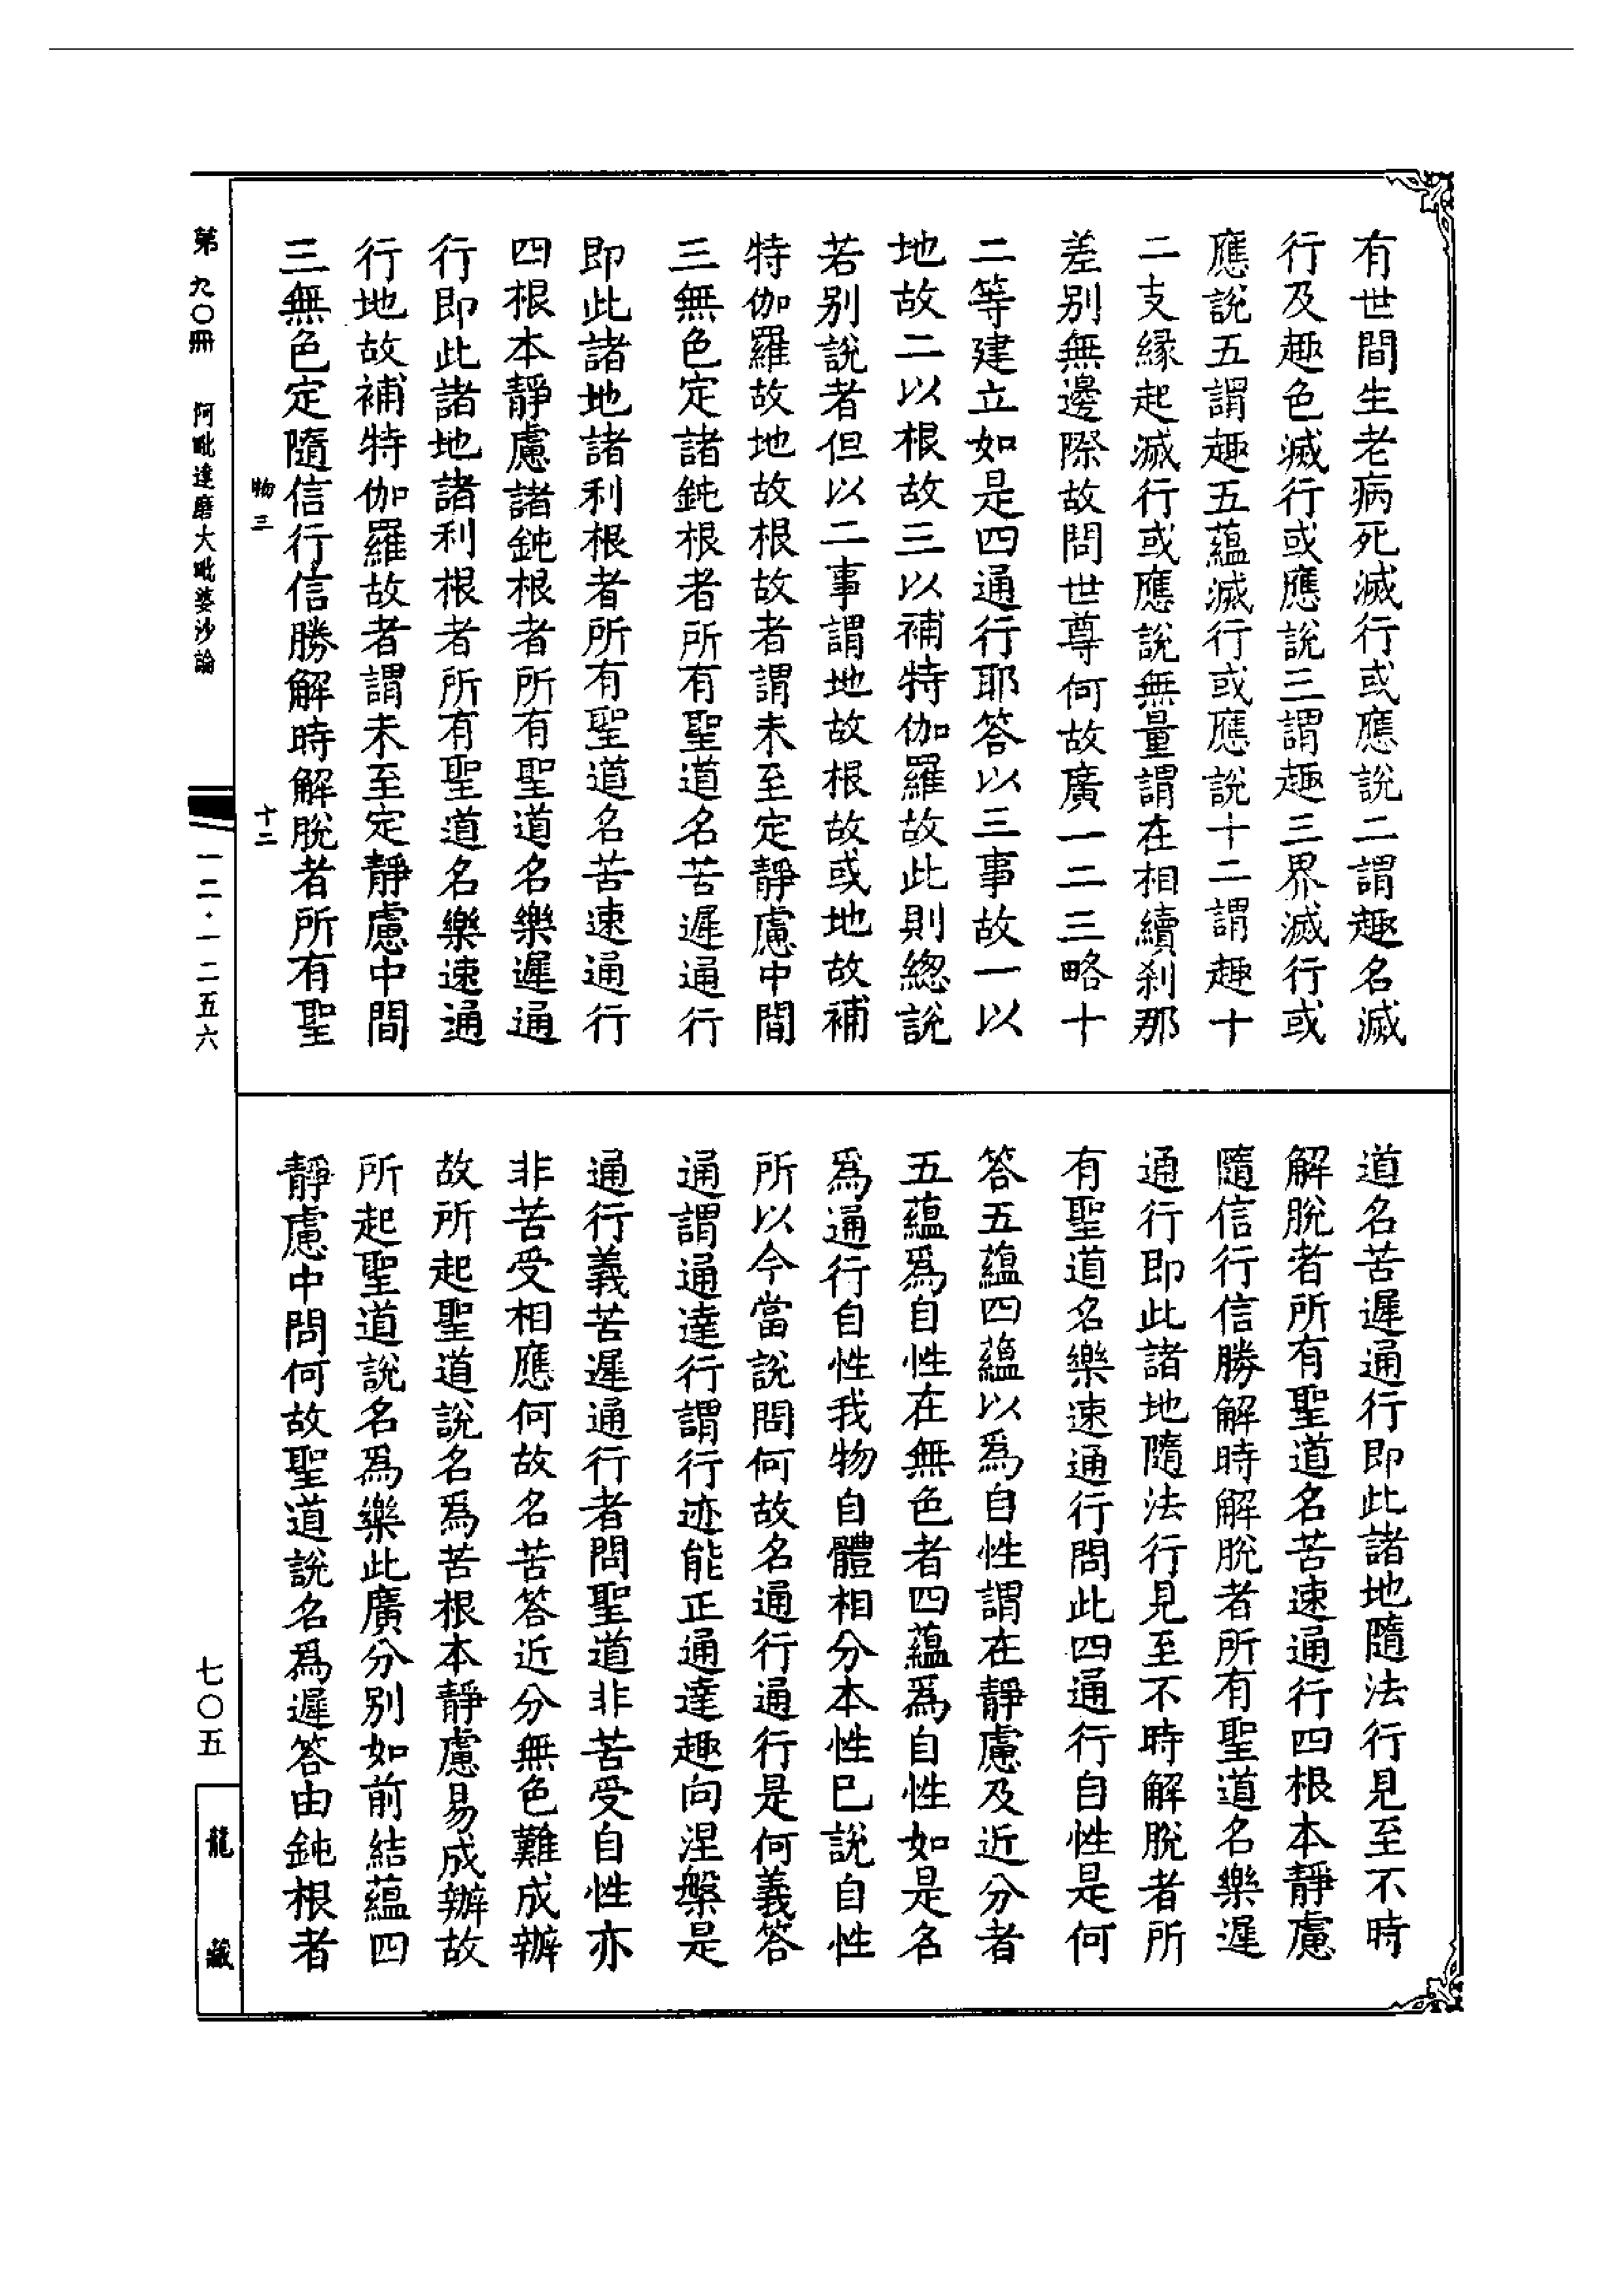 有世間生老病死滅行或應說二謂趣名滅
行及趣色滅行或應說三謂趣三界滅行或
應說五謂趣五蘊滅行或應說十二謂趣十
二支緣起滅行或應說無量謂在相續刹那
差别無邊際故問世尊何故廣一二三略十
二等建立如是四通行耶答以三事故一以
地故二以根故三以補特伽羅故此則總說
若别說者但以二事謂地故根故或地故補
特伽羅故地故根故者謂未至定靜慮中間
三無色定諸鈍根者所有聖道名苦遲通行
即此諸地諸利根者所有聖道名苦速通行
四根本靜慮諸鈍根者所有聖道名樂遲通
行即此諸地諸利根者所有聖道名樂速通
行地故補特伽羅故者謂未至定靜慮中間
三無色定隨信行信勝解時解脫者所有聖
物三 十二
道名苦遲通行即此諸地隨法行見至不時
解脫者所有聖道名苦速通行四根本靜慮
隨信行信勝解時解脫者所有聖道名樂遲
通行即此諸地隨法行見至不時解脫者所
有聖道名樂速通行問此四通行自性是何
答五蘊四蘊以爲自性謂在靜慮及近分者
五蘊爲自性在無色者四蘊爲自性如是名
爲通行自性我物自體相分本性已說自性
所以今當說問何故名通行通行是何義答
通謂通達行謂行迹能正通達趣向涅槃是
通行義苦遲通行者問聖道非苦受自性亦
非苦受相應何故名苦答近分無色難成辦
故所起聖道說名爲苦根本靜慮易成辦故
所起聖道說名爲樂此廣分别如前結蘊四
靜慮中問何故聖道說名爲遲答由鈍根者
第九〇冊 阿毗達磨大毗婆沙論 一二·一二五六 七〇五 龍藏